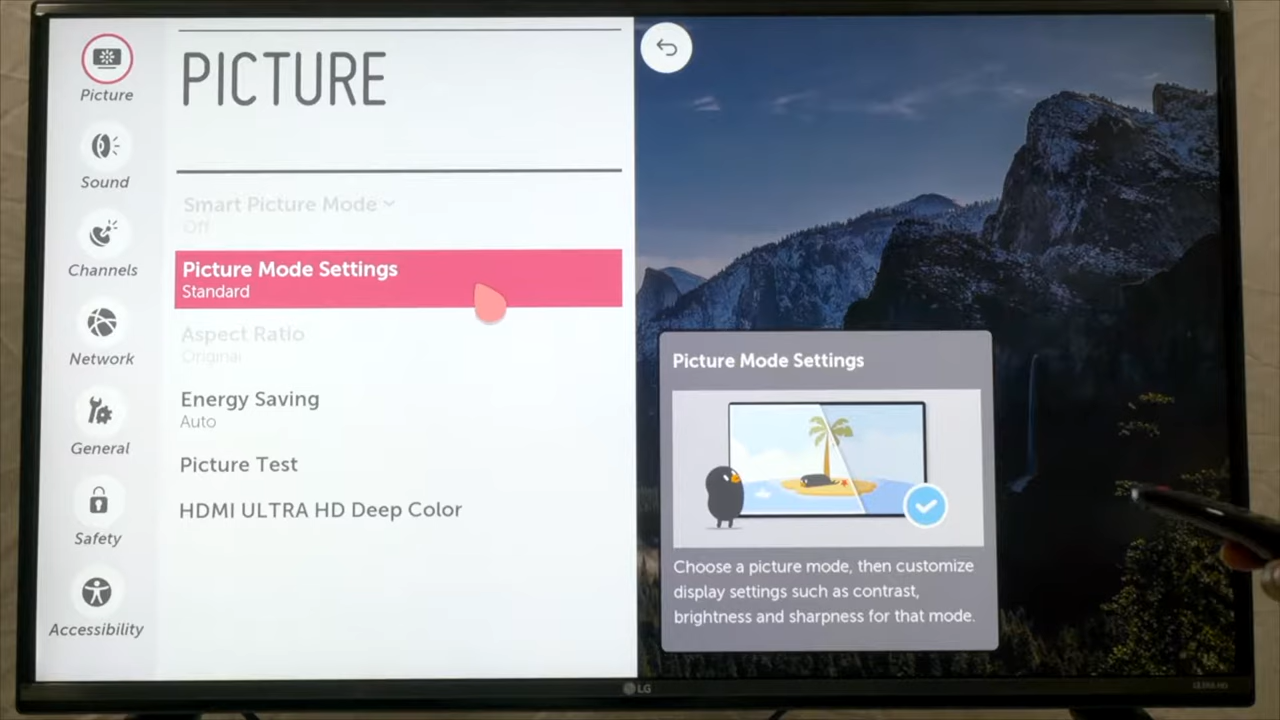 PICTURE
Picture
Sound
Channels
Network
General
Safety
Accessibility
Smart Picture Mode
Off
Picture Mode Settings
Standard
Aspect Ratio
Original
Energy Saving
Auto
Picture Test
HDMI ULTRA HD Deep Color
Picture Mode Settings
Choose a picture mode, then customize
display settings such as contrast,
brightness and sharpness for that mode.
LG
ULTRA HD